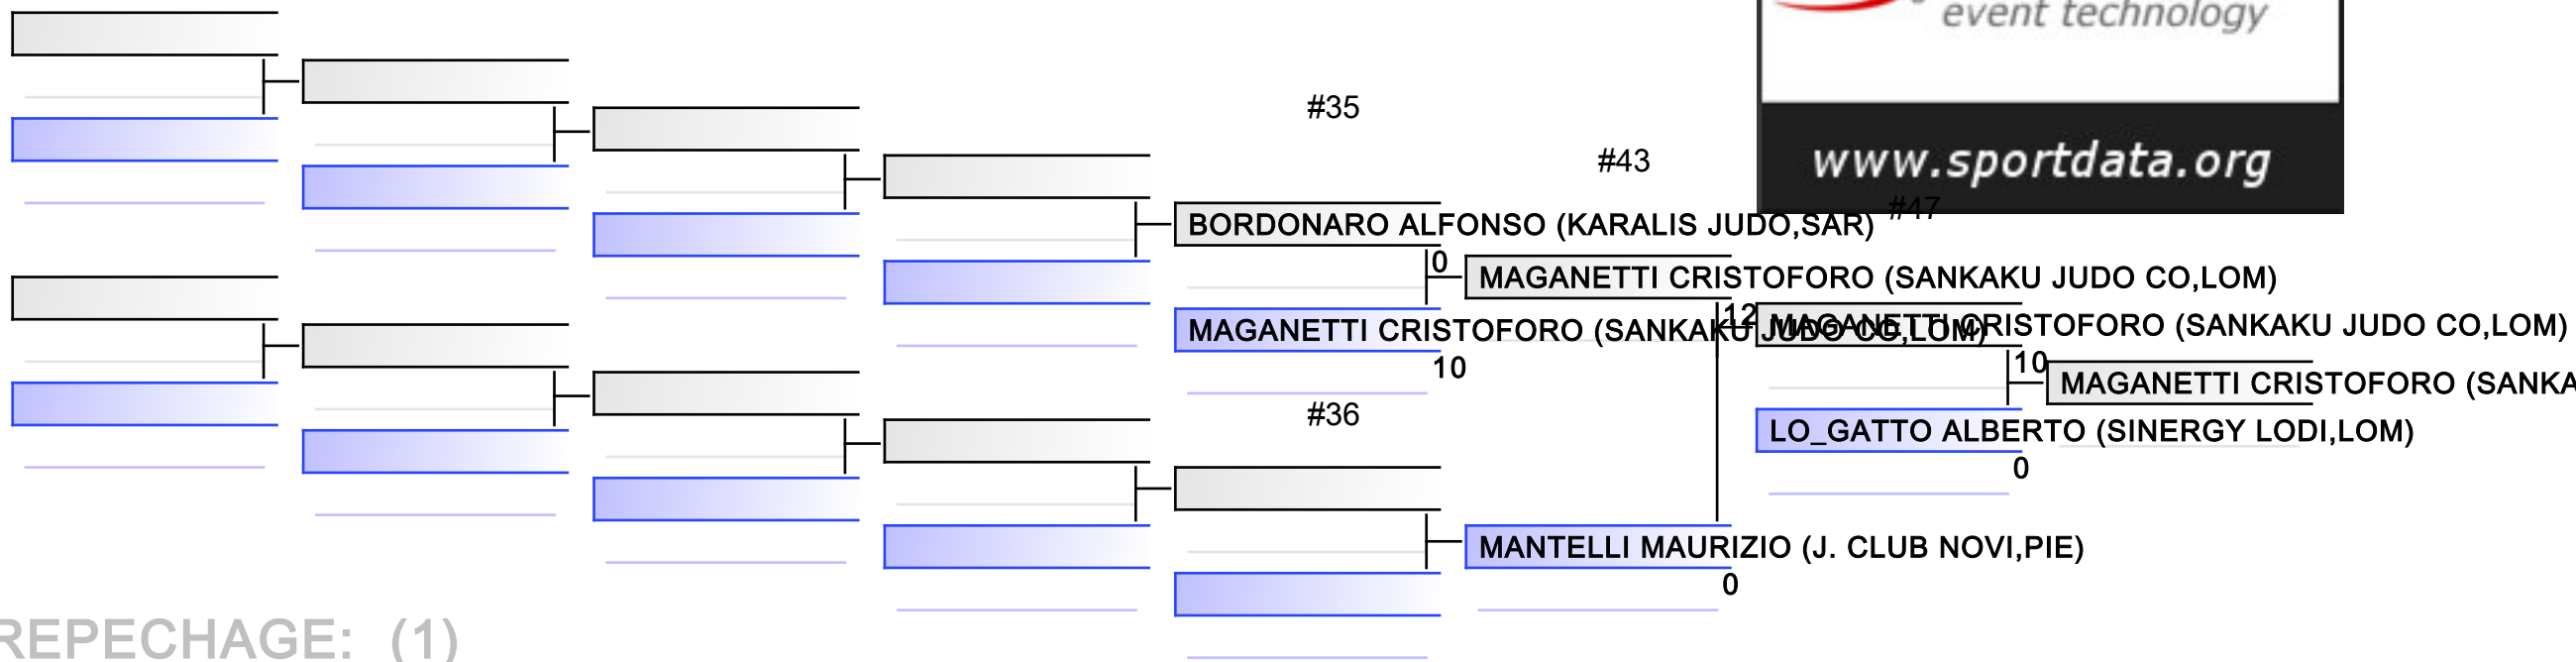 event technology
#35
#43
www.sportdata.org
#47
BORDONARO ALFONSO (KARALIS JUDO,SAR)
0
MAGANETTI CRISTOFORO (SANKAKU JUDO CO,LOM)
12
MAGANETTI CRISTOFORO (SANKAKU JUDO CO,LOM)
MAGANETTI CRISTOFORO (SANKAKU JUDO CO,LOM)
10
10
MAGANETTI CRISTOFORO (SANKA
#36
LO_GATTO ALBERTO (SINERGY LODI,LOM)
0
MANTELLI MAURIZIO (J. CLUB NOVI,PIE)
0
REPECHAGE: (1)